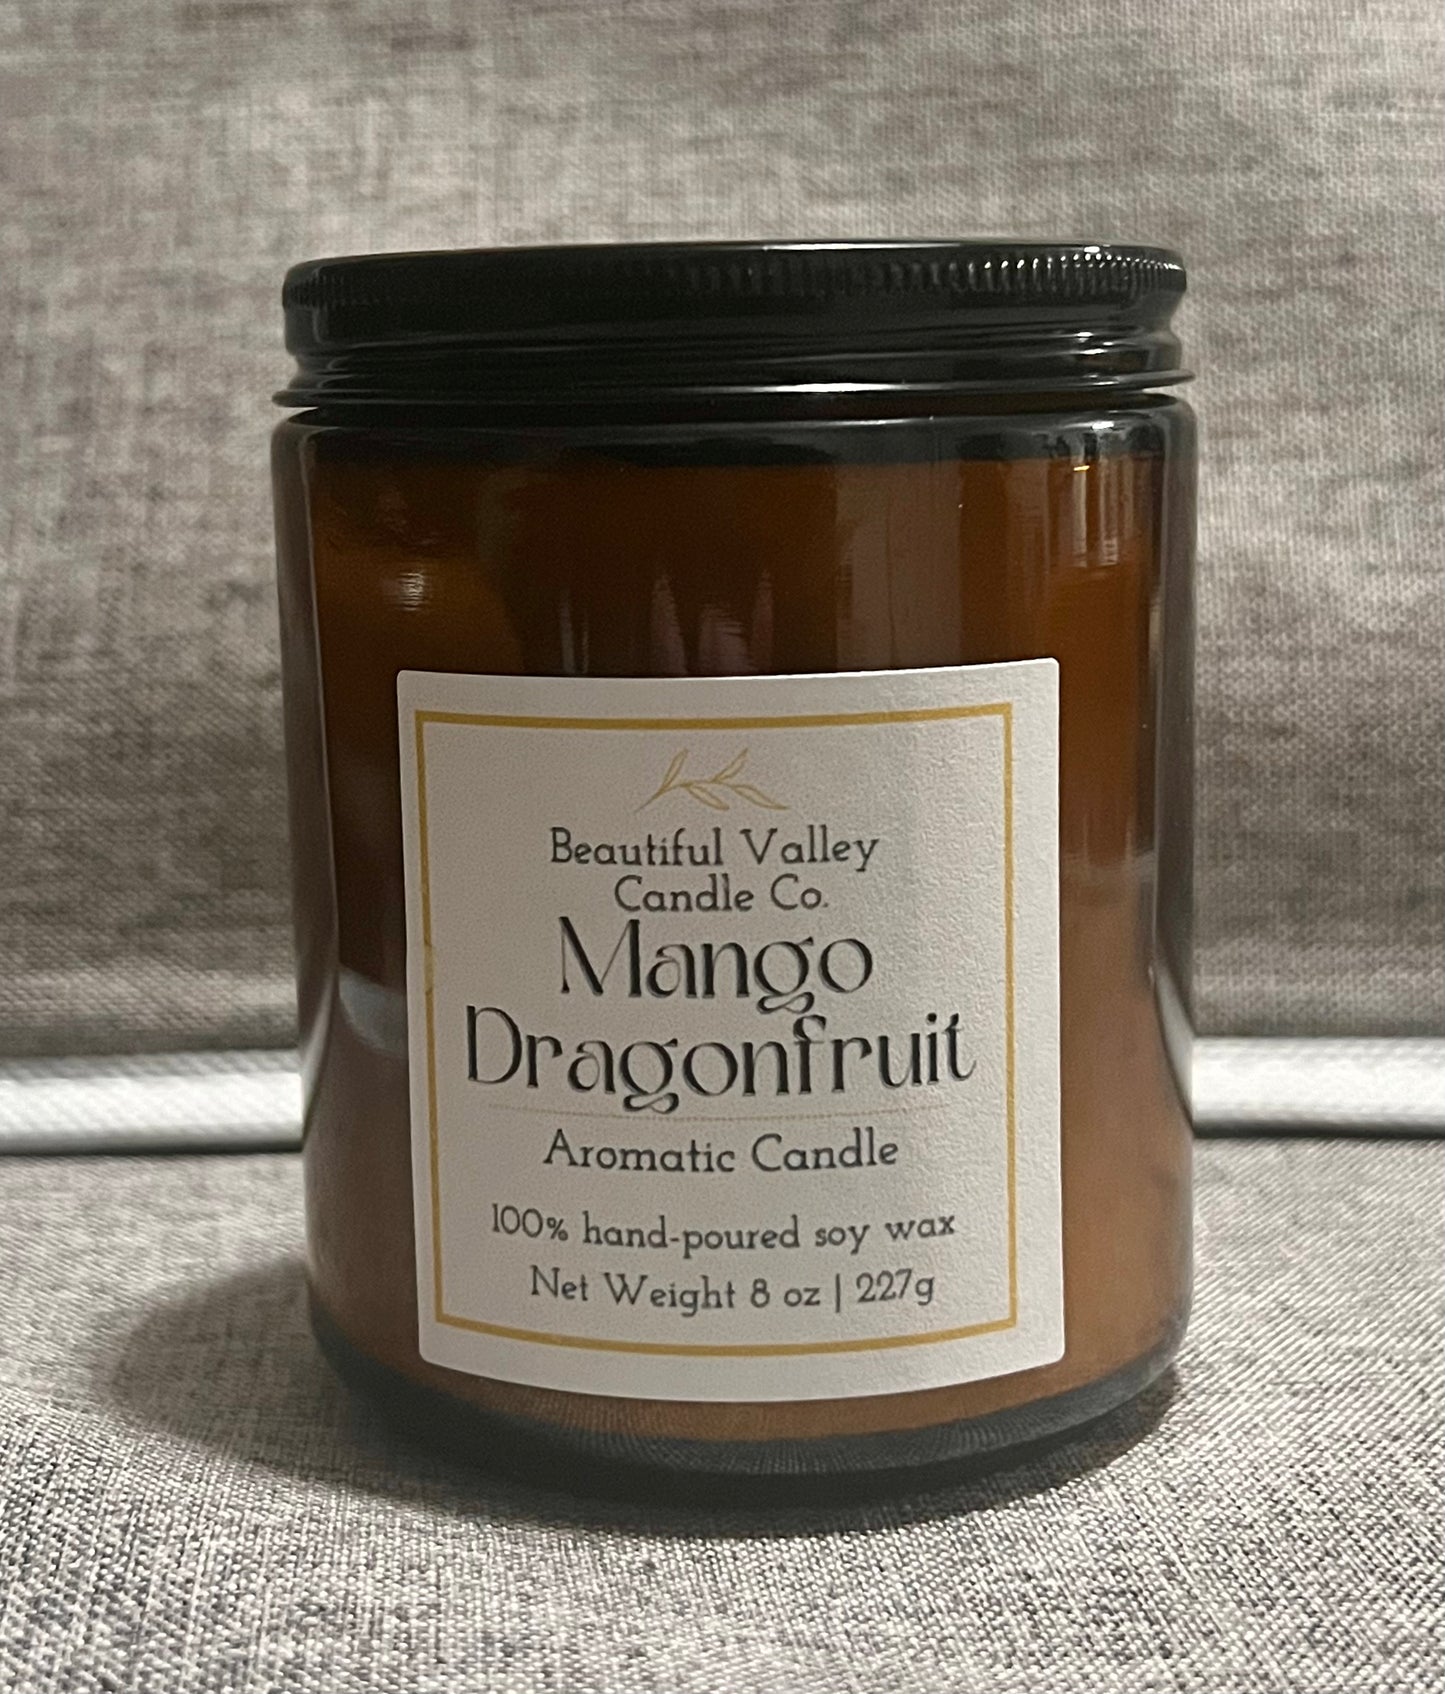 Beautiful Valley
Candle Co.
Mango
Dragonfruit
Aromatic Candle
100% hand-poured soy wax
Net Weight 8 oz | 227g